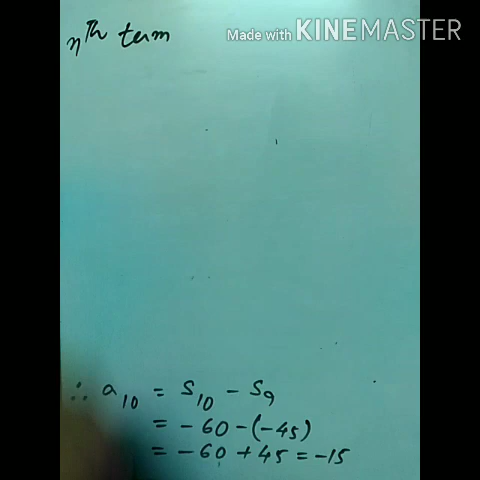 nth term
Made with KINEMASTER
∴ a10 = S10 - S9
= -60-(-45)
= -60 + 45 = -15